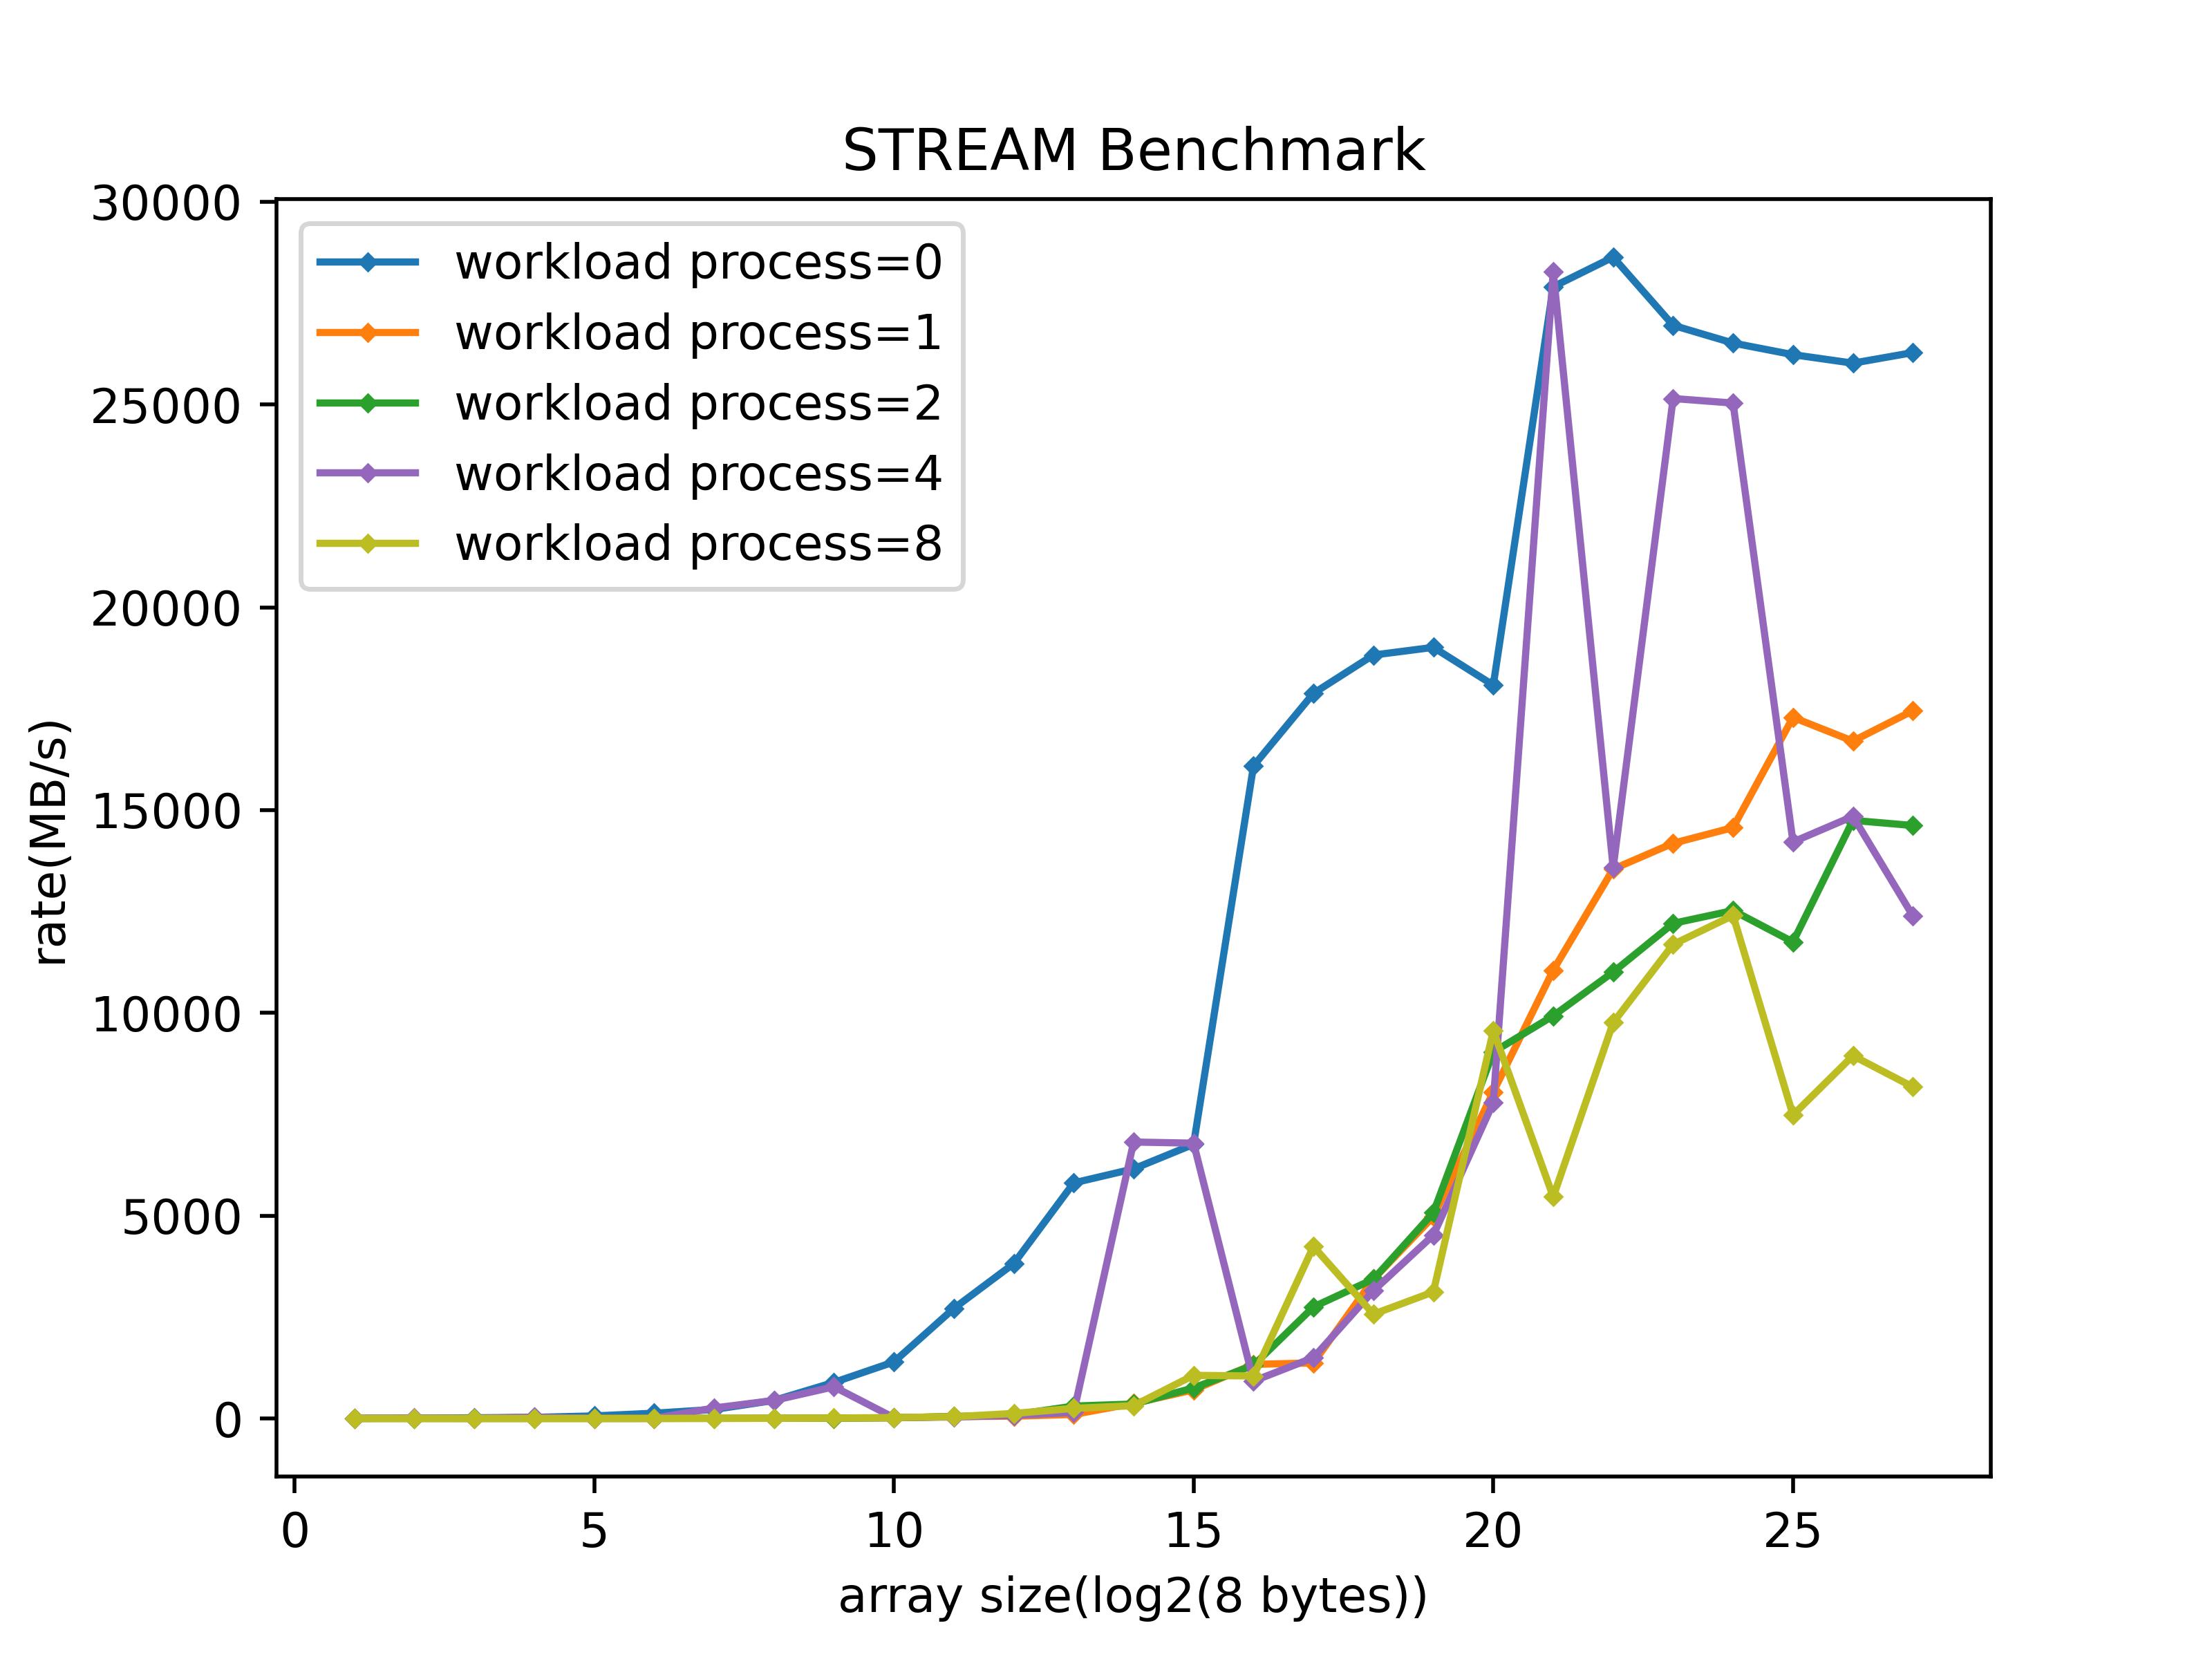 STREAM Benchmark
30000
25000
20000
15000
10000
5000
0
rate(MB/s)
workload process=0
workload process=1
workload process=2
workload process=4
workload process=8
0 5 10 15 20 25
array size(log2(8 bytes))